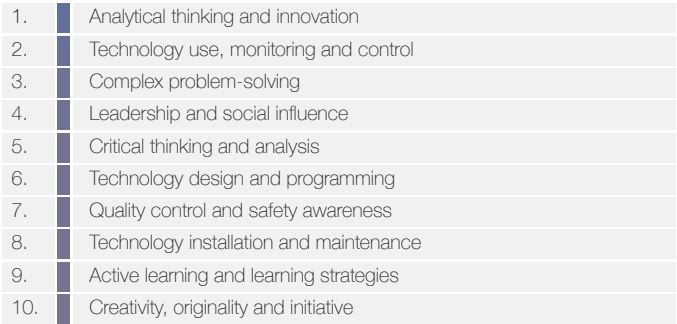 1. Analytical thinking and innovation
2. Technology use, monitoring and control
3. Complex problem-solving
4. Leadership and social influence
5. Critical thinking and analysis
6. Technology design and programming
7. Quality control and safety awareness
8. Technology installation and maintenance
9. Active learning and learning strategies
10. Creativity, originality and initiative